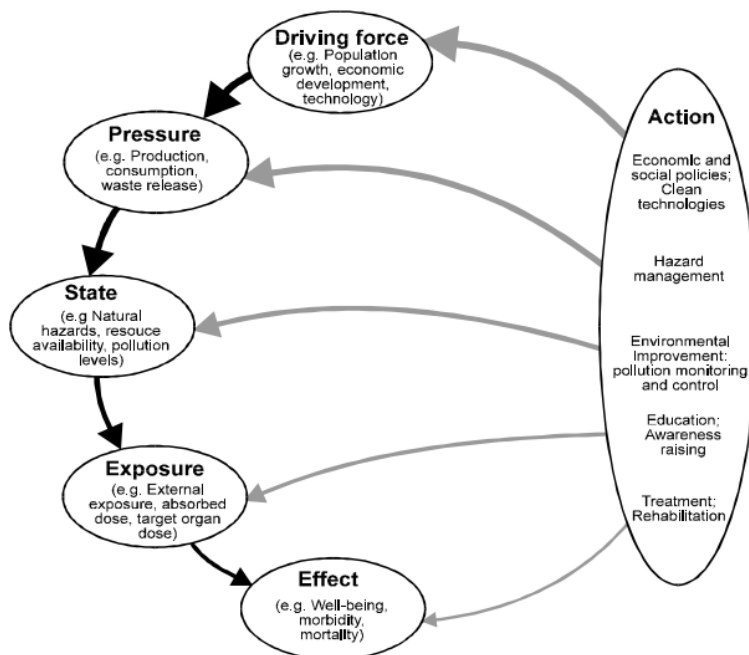 Driving force
(e.g. Population
growth, economic
development,
technology)
Pressure
(e.g. Production,
consumption,
waste release)
State
(e.g Natural
hazards, resouce
availability, pollution
levels)
Exposure
(e.g. External
exposure, absorbed
dose, target organ
dose)
Effect
(e.g. Well-being,
morbidity,
mortality)
Action
Economic and
social policies;
Clean
technologies
Hazard
management
Environmental
Improvement:
pollution monitoring
and control
Education;
Awareness
raising
Treatment;
Rehabilitation